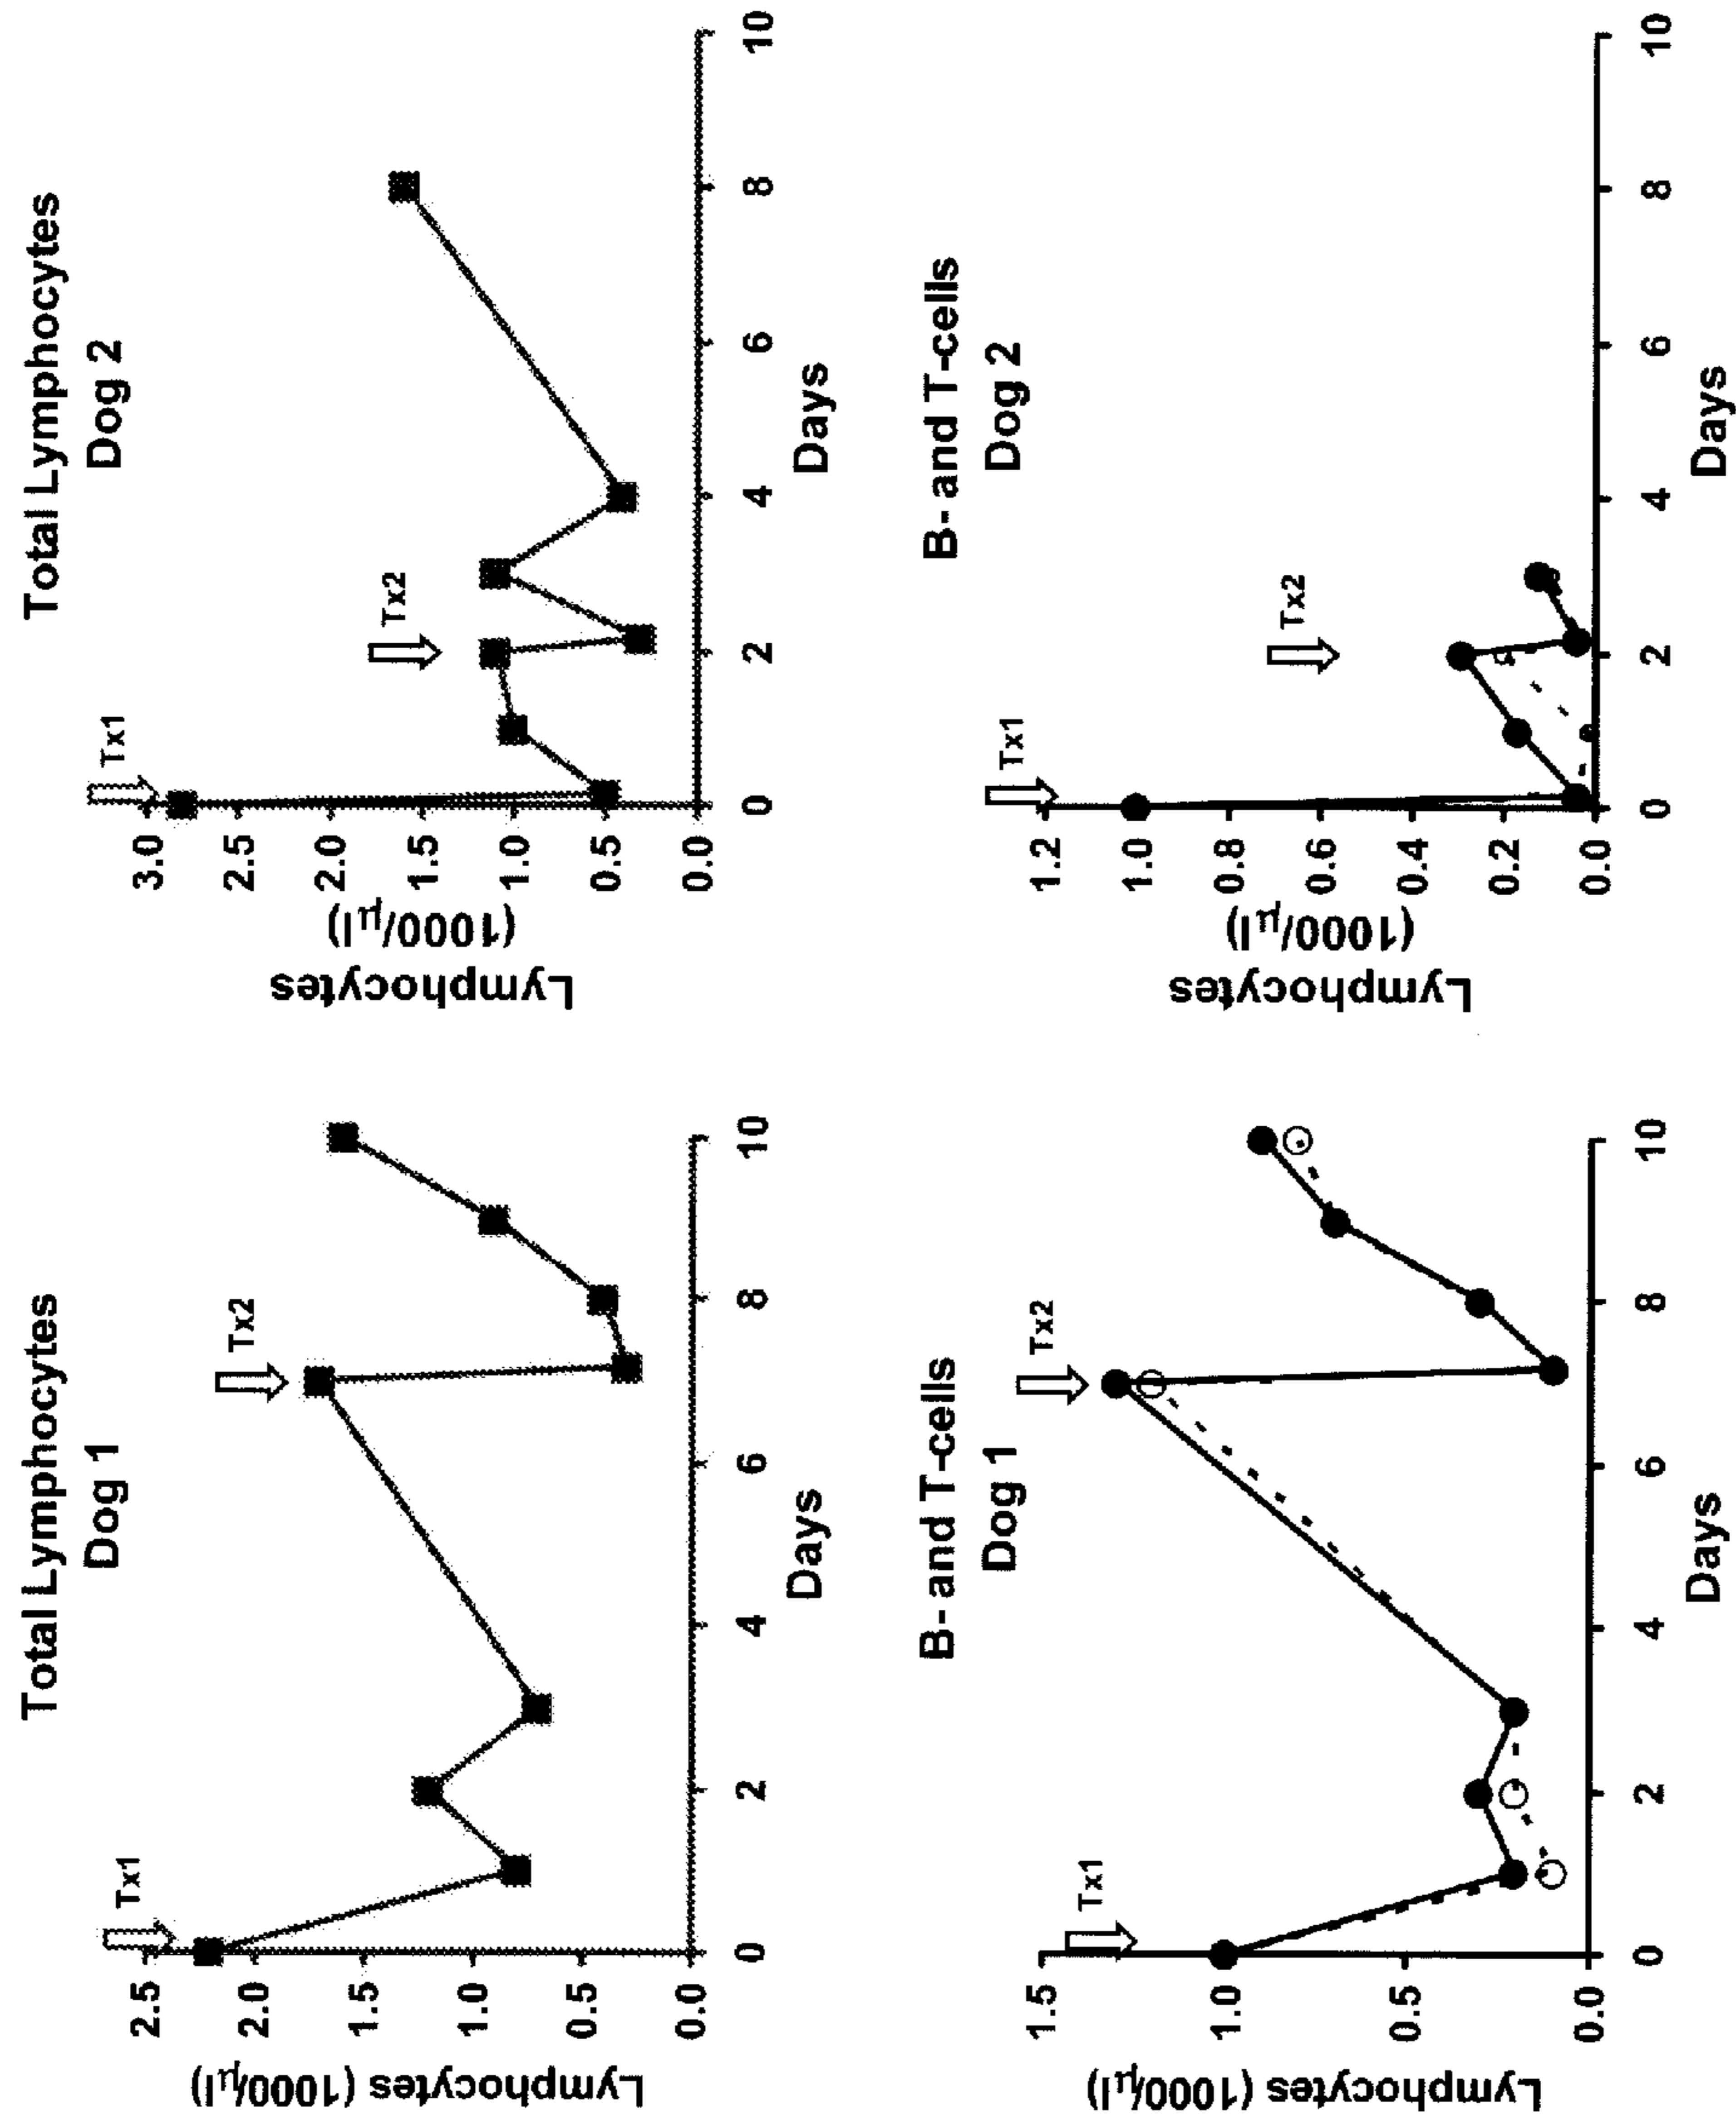 Total Lymphocytes
Dog 1
Lymphocytes (1000/µl)
2.5
2.0
1.5
1.0
0.5
0.0
Tx1
Tx2
0 2 4 6 8 10
Days
Total Lymphocytes
Dog 2
Lymphocytes
(1000/µl)
3.0
2.5
2.0
1.5
1.0
0.5
0.0
Tx1
Tx2
0 2 4 6 8 10
Days
B- and T-cells
Dog 1
Lymphocytes (1000/µl)
1.5
1.0
0.5
0.0
Tx1
Tx2
0 2 4 6 8 10
Days
B- and T-cells
Dog 2
Lymphocytes
(1000/µl)
1.2
1.0
0.8
0.6
0.4
0.2
0.0
Tx1
Tx2
0 2 4 6 8 10
Days